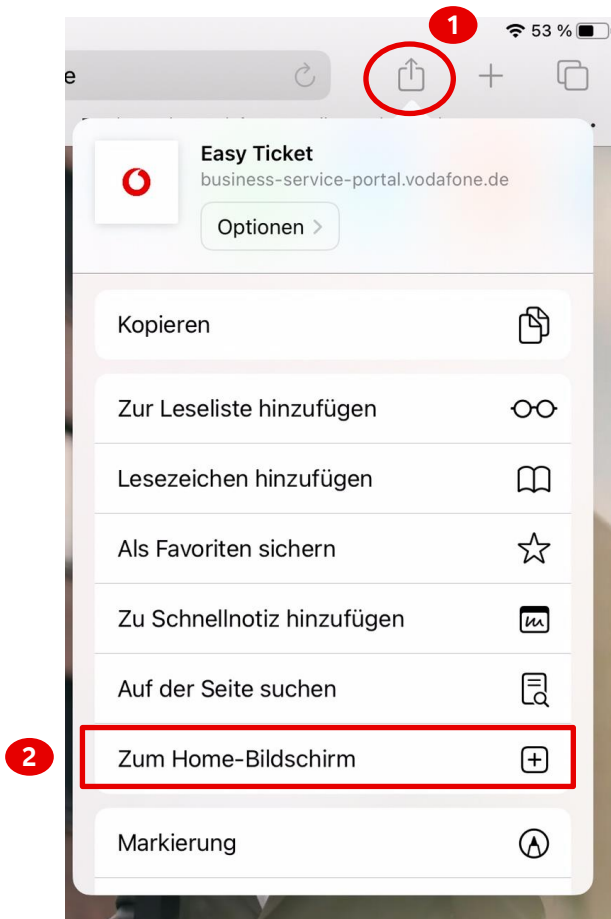 1
53 %
e
Easy Ticket
business-service-portal.vodafone.de
Optionen
Kopieren
Zur Leseliste hinzufügen
Lesezeichen hinzufügen
Als Favoriten sichern
Zu Schnellnotiz hinzufügen
Auf der Seite suchen
2
Zum Home-Bildschirm
Markierung